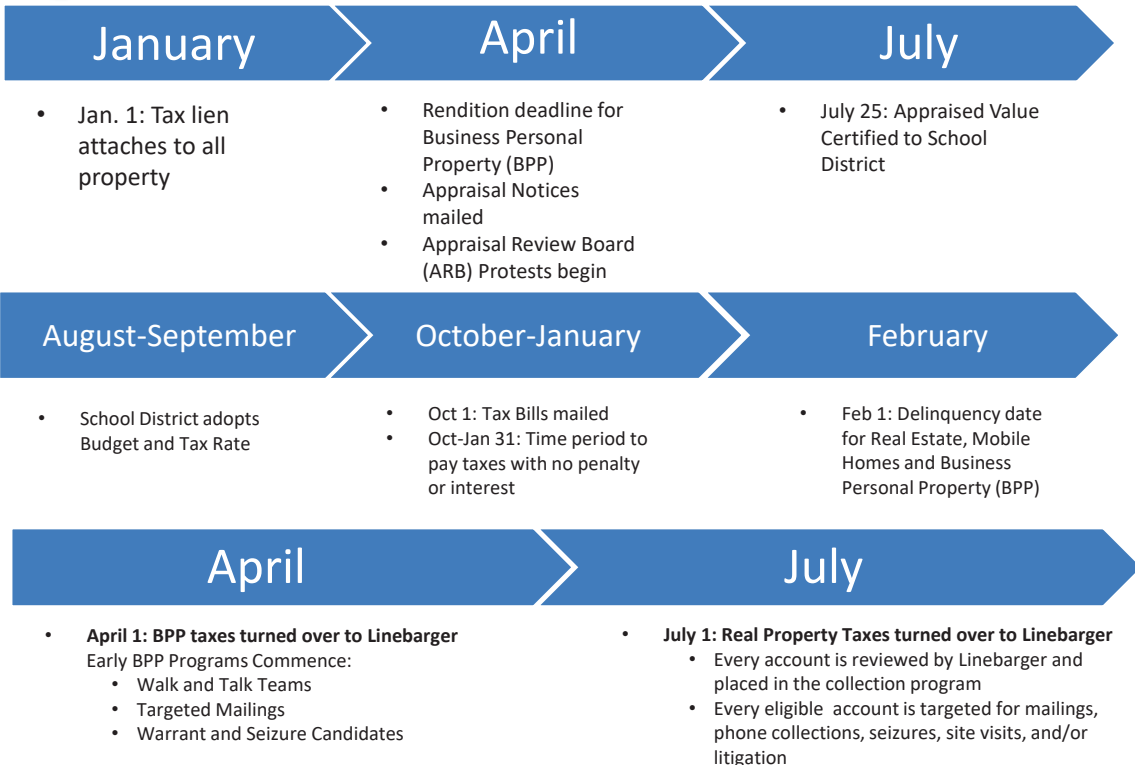 January
April
July
• Jan. 1: Tax lien
attaches to all
property
• Rendition deadline for
Business Personal
Property (BPP)
• Appraisal Notices
mailed
• Appraisal Review Board
(ARB) Protests begin
• July 25: Appraised Value
Certified to School
District
August-September
October-January
February
• School District adopts
Budget and Tax Rate
• Oct 1: Tax Bills mailed
• Oct-Jan 31: Time period to
pay taxes with no penalty
or interest
• Feb 1: Delinquency date
for Real Estate, Mobile
Homes and Business
Personal Property (BPP)
April
July
• April 1: BPP taxes turned over to Linebarger
Early BPP Programs Commence:
• Walk and Talk Teams
• Targeted Mailings
• Warrant and Seizure Candidates
• July 1: Real Property Taxes turned over to Linebarger
• Every account is reviewed by Linebarger and
placed in the collection program
• Every eligible account is targeted for mailings,
phone collections, seizures, site visits, and/or
litigation